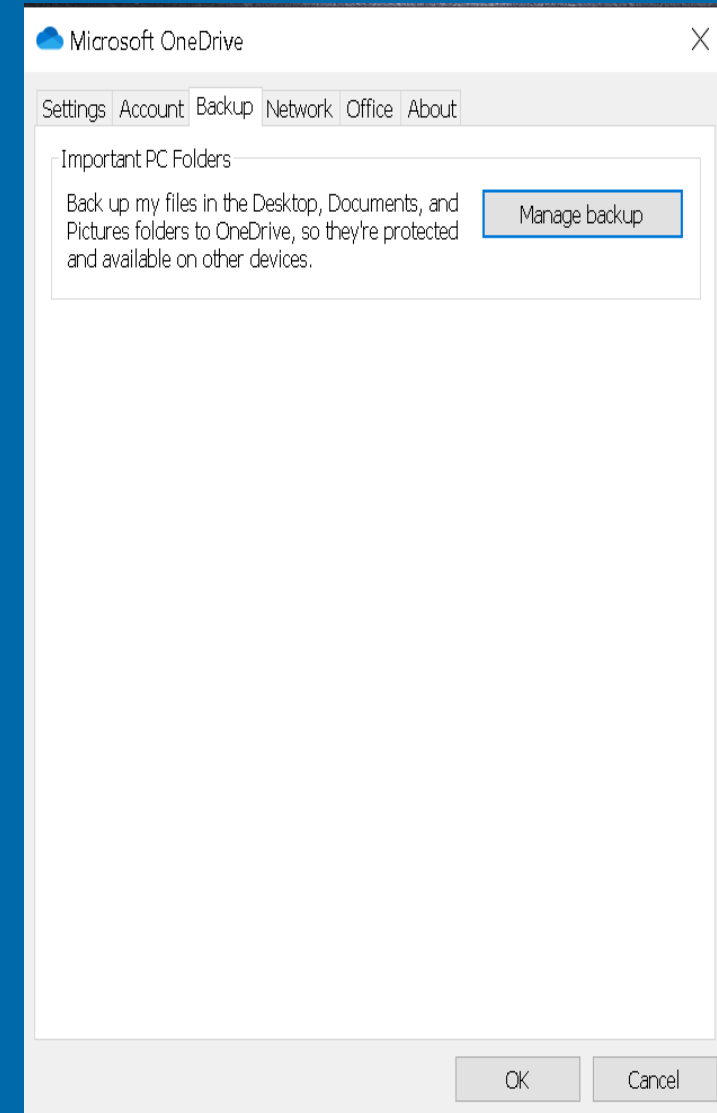 Microsoft OneDrive
Settings Account Backup Network Office About
Important PC Folders
Back up my files in the Desktop, Documents, and
Pictures folders to OneDrive, so they're protected
and available on other devices.
Manage backup
OK Cancel